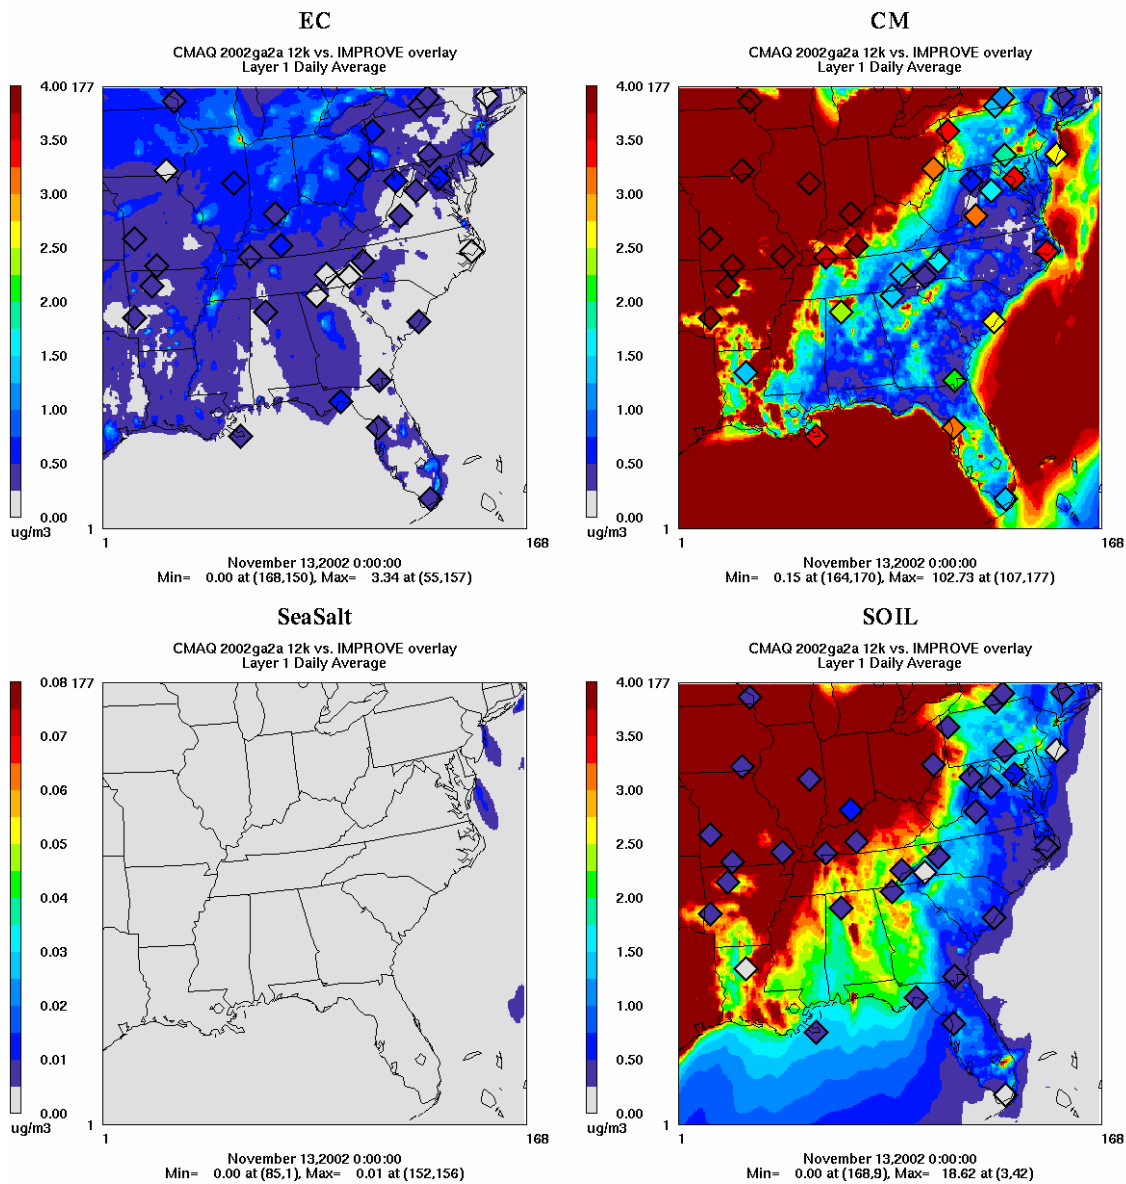 EC
CMAQ 2002ga2a 12k vs. IMPROVE overlay
Layer 1 Daily Average
4.00 177
3.50
3.00
2.50
2.00
1.50
1.00
0.50
0.00
ug/m3
1
1 168
November 13,2002 0:00:00
Min= 0.00 at (168,150), Max= 3.34 at (55,157)
CM
CMAQ 2002ga2a 12k vs. IMPROVE overlay
Layer 1 Daily Average
4.00 177
3.50
3.00
2.50
2.00
1.50
1.00
0.50
0.00
ug/m3
1
1 168
November 13,2002 0:00:00
Min= 0.15 at (164,170), Max= 102.73 at (107,177)
SeaSalt
CMAQ 2002ga2a 12k vs. IMPROVE overlay
Layer 1 Daily Average
0.08 177
0.07
0.06
0.05
0.04
0.03
0.02
0.01
0.00
ug/m3
1
1 168
November 13,2002 0:00:00
Min= 0.00 at (85,1), Max= 0.01 at (152,156)
SOIL
CMAQ 2002ga2a 12k vs. IMPROVE overlay
Layer 1 Daily Average
4.00 177
3.50
3.00
2.50
2.00
1.50
1.00
0.50
0.00
ug/m3
1
1 168
November 13,2002 0:00:00
Min= 0.00 at (168,9), Max= 18.62 at (3,42)